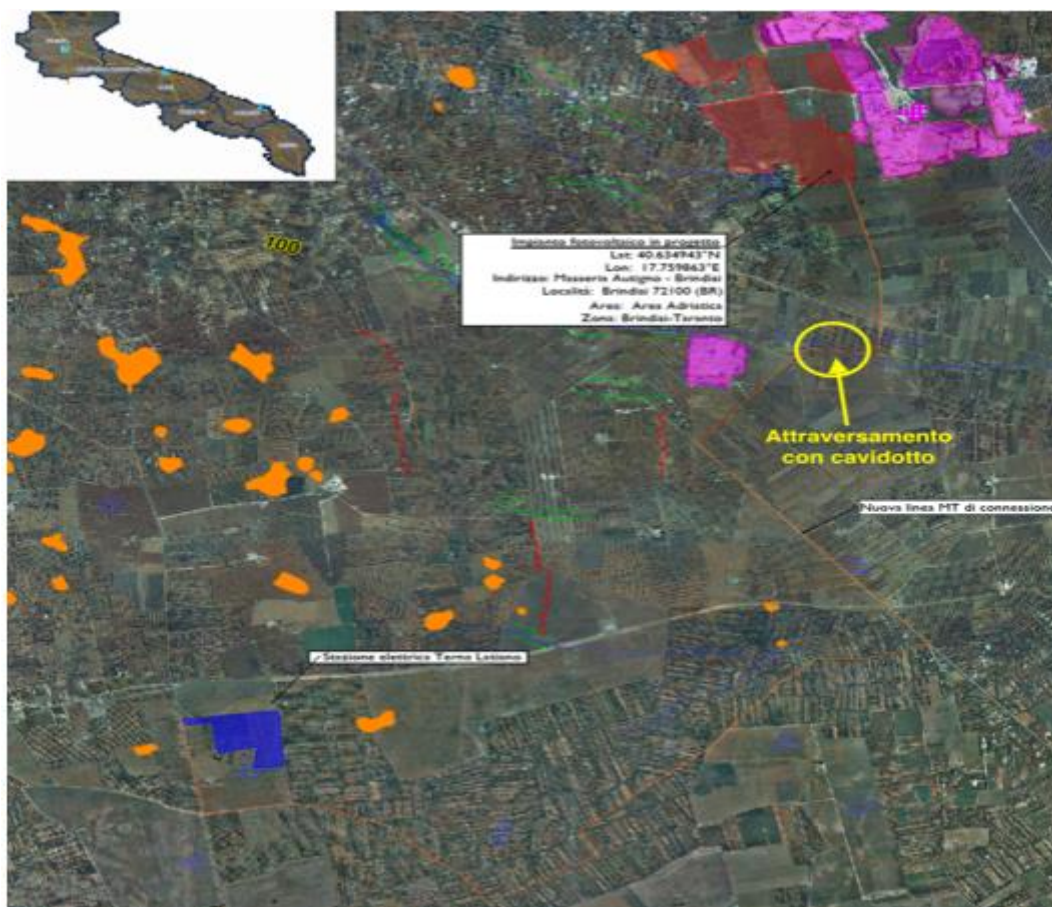 100
Impianto fotovoltaico in progetto
Lat: 40.634943°N
Lon: 17.759863°E
Indirizzo: Masseria Autigno - Brindisi
Località: Brindisi 72100 (BR)
Area: Area Adriatica
Zona: Brindisi-Taranto
Attraversamento
con cavidotto
Nuova linea MT di connessione
Stazione elettrica Terna Latiano